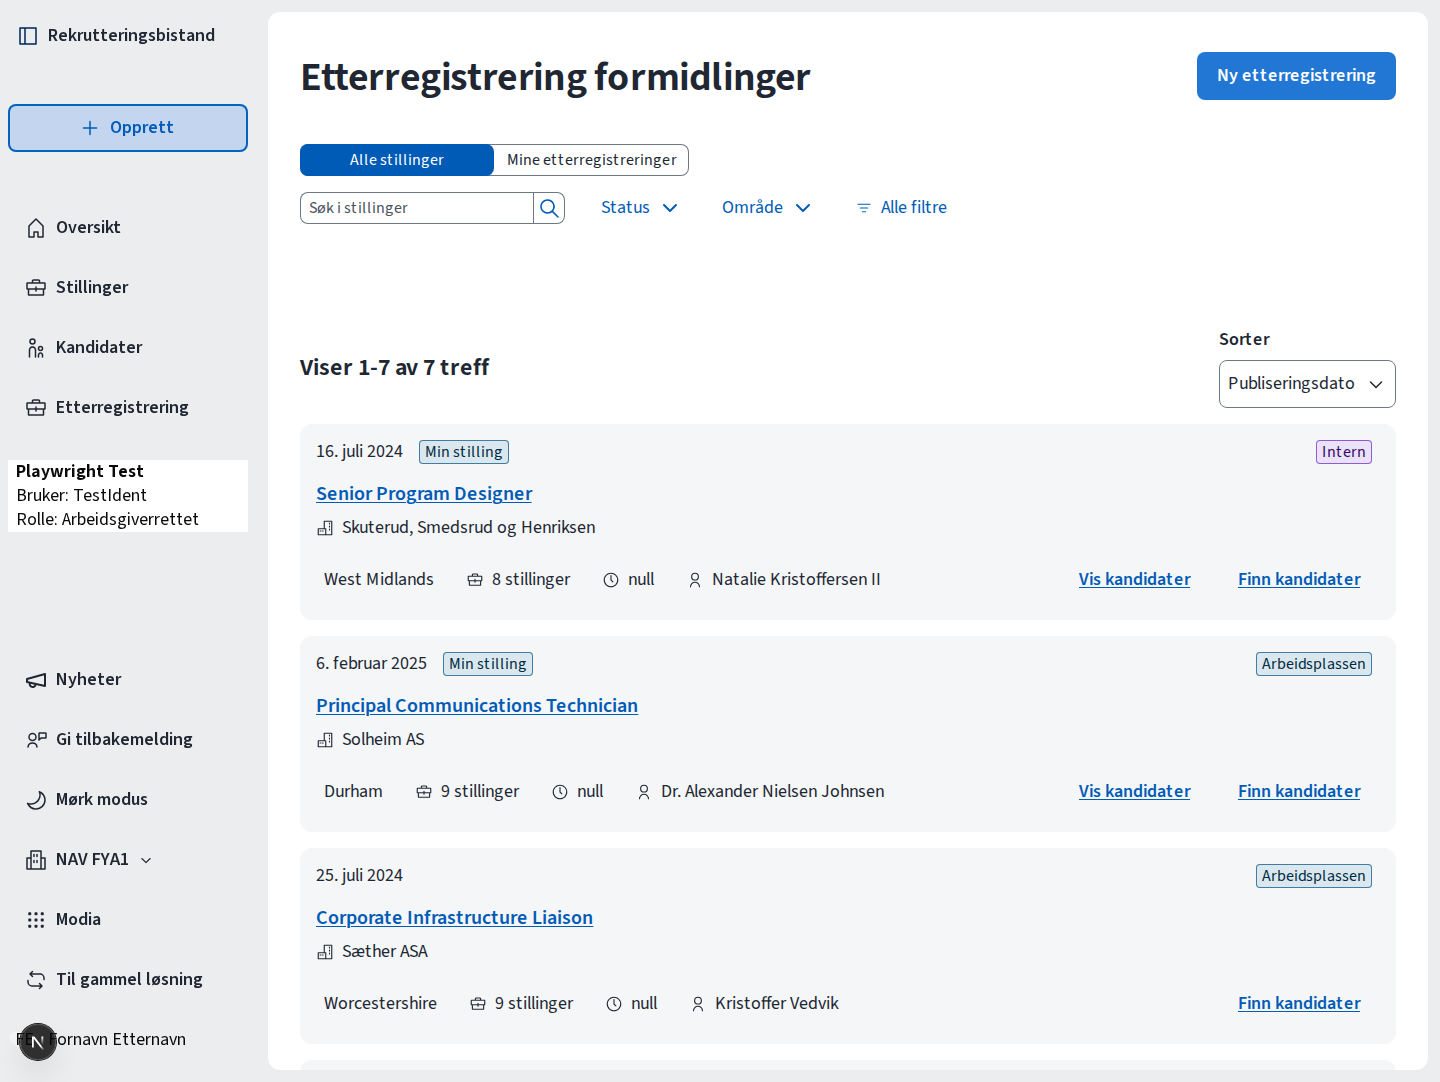 Rekrutteringsbistand
Opprett
Oversikt
Stillinger
Kandidater
Etterregistrering
Playwright Test
Bruker: TestIdent
Rolle: Arbeidsgiverrettet
Nyheter
Gi tilbakemelding
Mørk modus
NAV FYA1
Modia
Til gammel løsning
Fornavn Etternavn
Etterregistrering formidlinger
Ny etterregistrering
Alle stillinger
Mine etterregistreringer
Søk i stillinger
Status
Område
Alle filtre
Viser 1-7 av 7 treff
Sorter
Publiseringsdato
16. juli 2024 Min stilling Intern
Senior Program Designer
Skuterud, Smedsrud og Henriksen
West Midlands 8 stillinger null Natalie Kristoffersen II Vis kandidater Finn kandidater
6. februar 2025 Min stilling Arbeidsplassen
Principal Communications Technician
Solheim AS
Durham 9 stillinger null Dr. Alexander Nielsen Johnsen Vis kandidater Finn kandidater
25. juli 2024 Arbeidsplassen
Corporate Infrastructure Liaison
Sæther ASA
Worcestershire 9 stillinger null Kristoffer Vedvik Finn kandidater